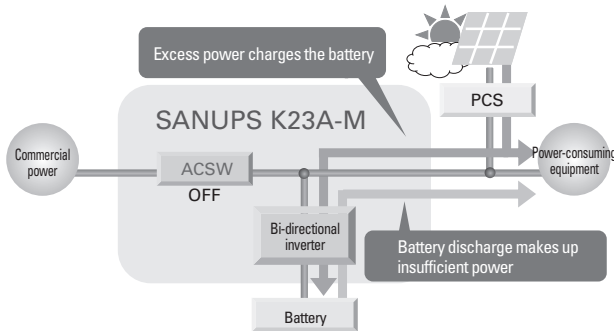 Excess power charges the battery
PCS
SANUPS K23A-M
Commercial
power
ACSW
OFF
Power-consuming
equipment
Bi-directional
inverter
Battery discharge makes up
insufficient power
Battery